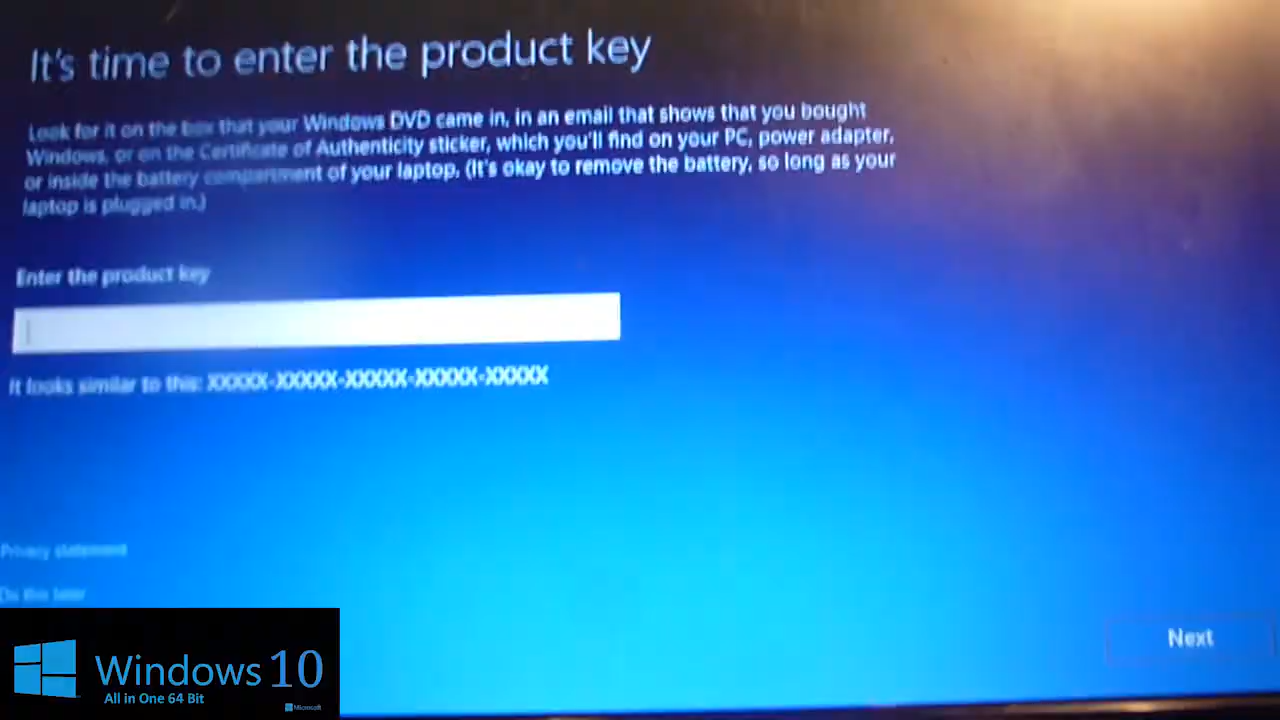 It's time to enter the product key
Look for it on the box that your Windows DVD came in, in an email that shows that you bought
Windows, or on the Certificate of Authenticity sticker, which you'll find on your PC, power adapter,
or inside the battery compartment of your laptop. (It's okay to remove the battery, so long as your
laptop is plugged in.)
Enter the product key
It looks similar to this: XXXXX-XXXXX-XXXXX-XXXXX-XXXXX
Privacy statement
Do this later
Next
Windows 10
All in One 64 Bit
Microsoft